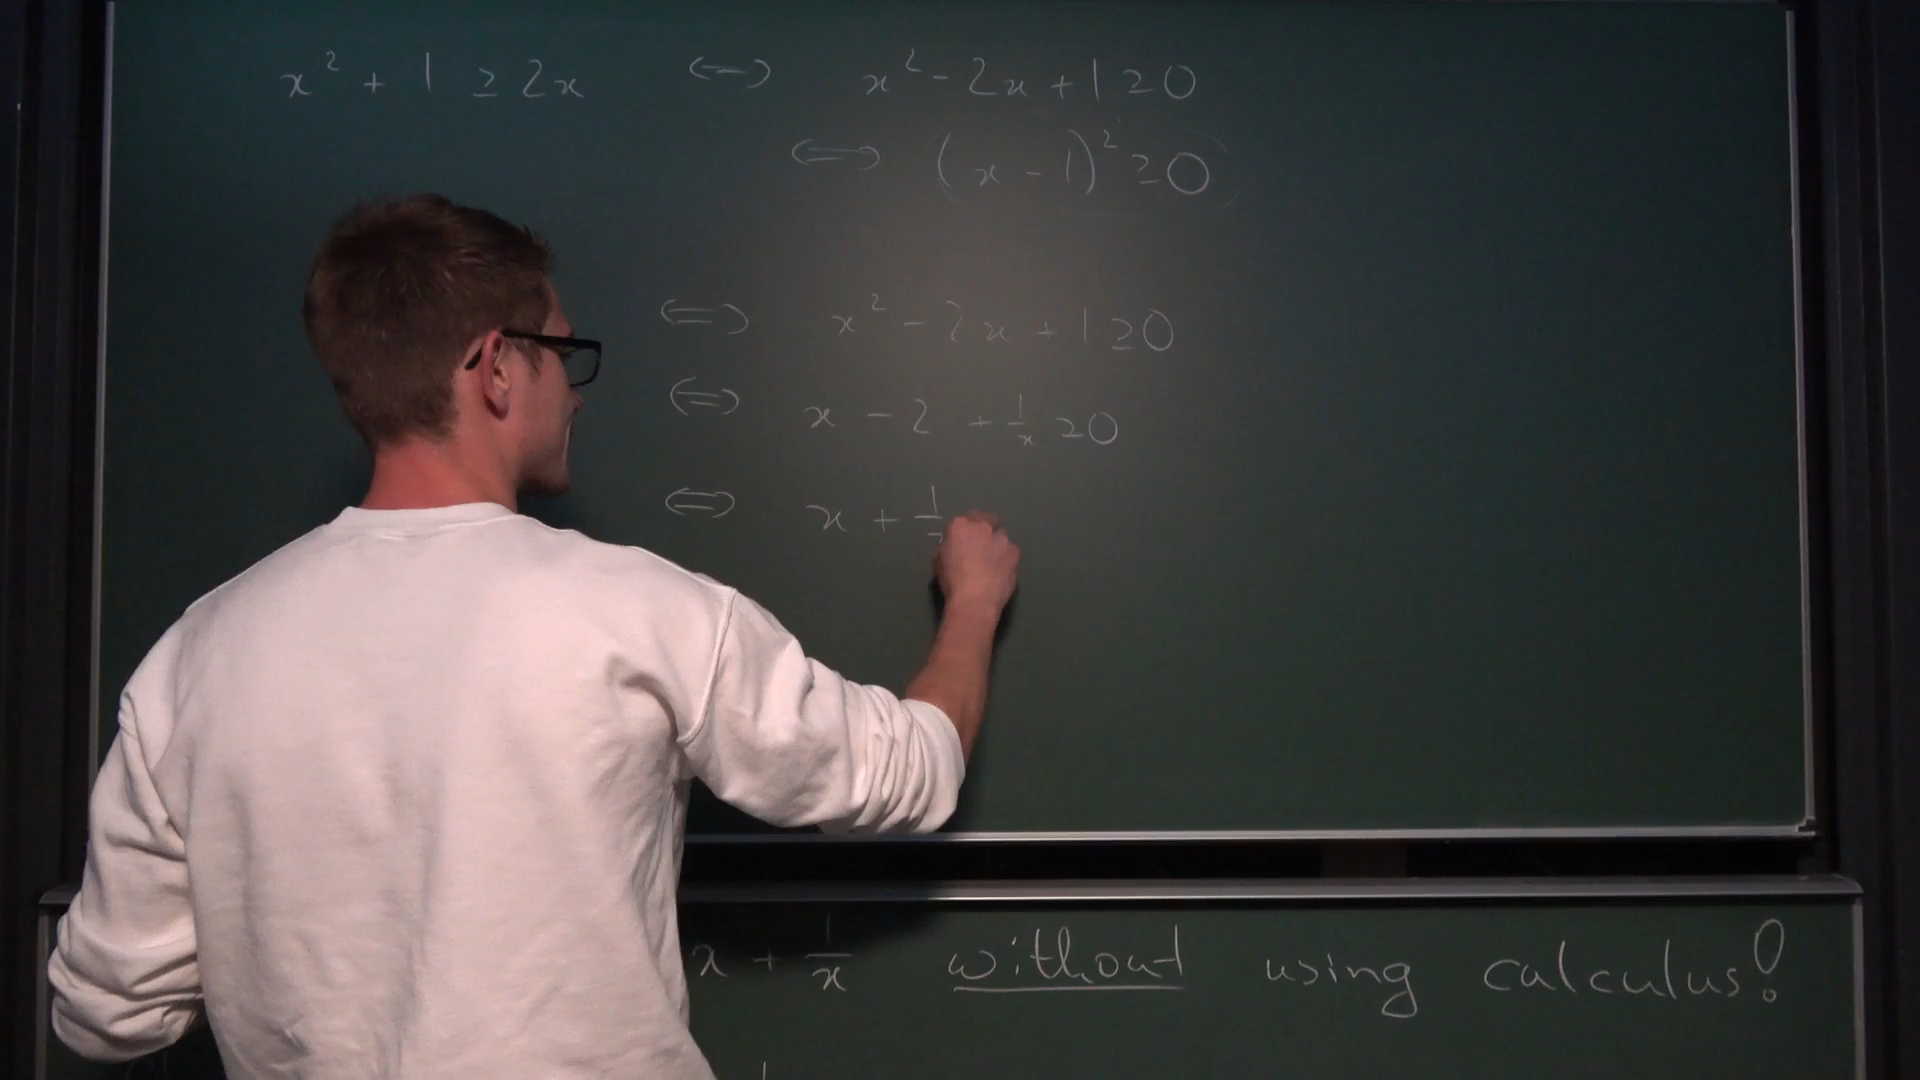 x² + 1 ≥ 2x ⇔ x² - 2x + 1 ≥ 0
⇔ (x - 1)² ≥ 0
⇔ x² - 2x + 1 ≥ 0
⇔ x - 2 + 1/x ≥ 0
⇔ x + 1/
x + 1/x without using calculus!